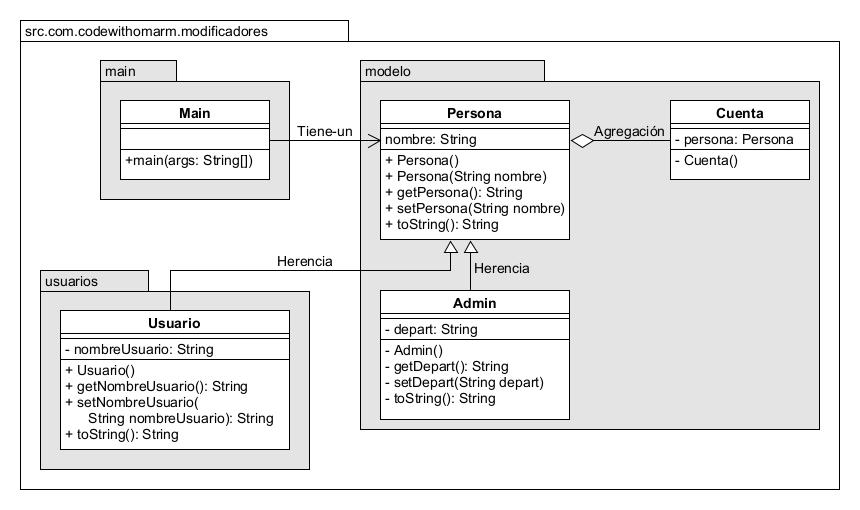 src.com.codewithomarm.modificadores
main
Main
+main(args: String[])
Tiene-un
modelo
Persona
nombre: String
+ Persona()
+ Persona(String nombre)
+ getPersona(): String
+ setPersona(String nombre)
+ toString(): String
Agregación
Cuenta
- persona: Persona
- Cuenta()
Herencia
Herencia
usuarios
Usuario
- nombreUsuario: String
+ Usuario()
+ getNombreUsuario(): String
+ setNombreUsuario(
String nombreUsuario): String
+ toString(): String
Admin
- depart: String
- Admin()
- getDepart(): String
- setDepart(String depart)
- toString(): String